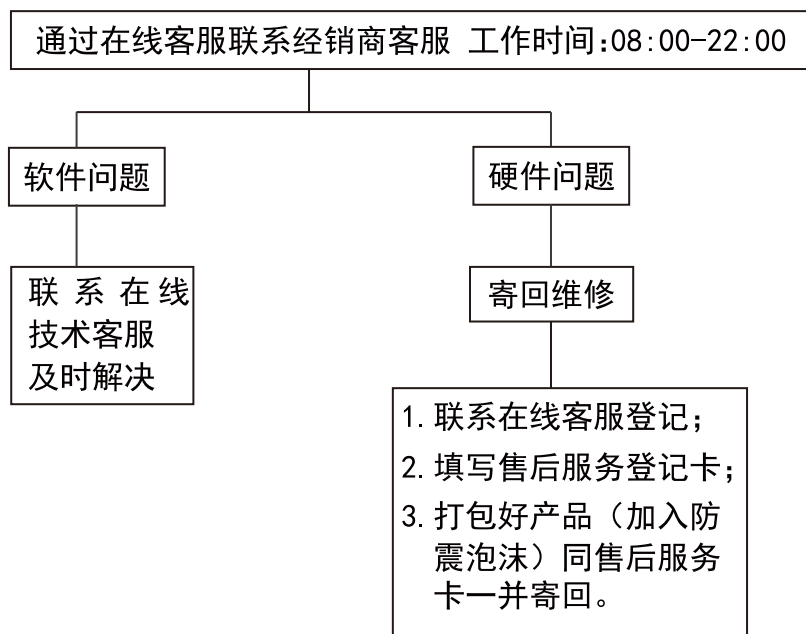 通过在线客服联系经销商客服 工作时间:08:00-22:00
软件问题
硬件问题
联系在线
技术客服
及时解决
寄回维修
1. 联系在线客服登记；
2. 填写售后服务登记卡；
3. 打包好产品（加入防
震泡沫）同售后服务
卡一并寄回。